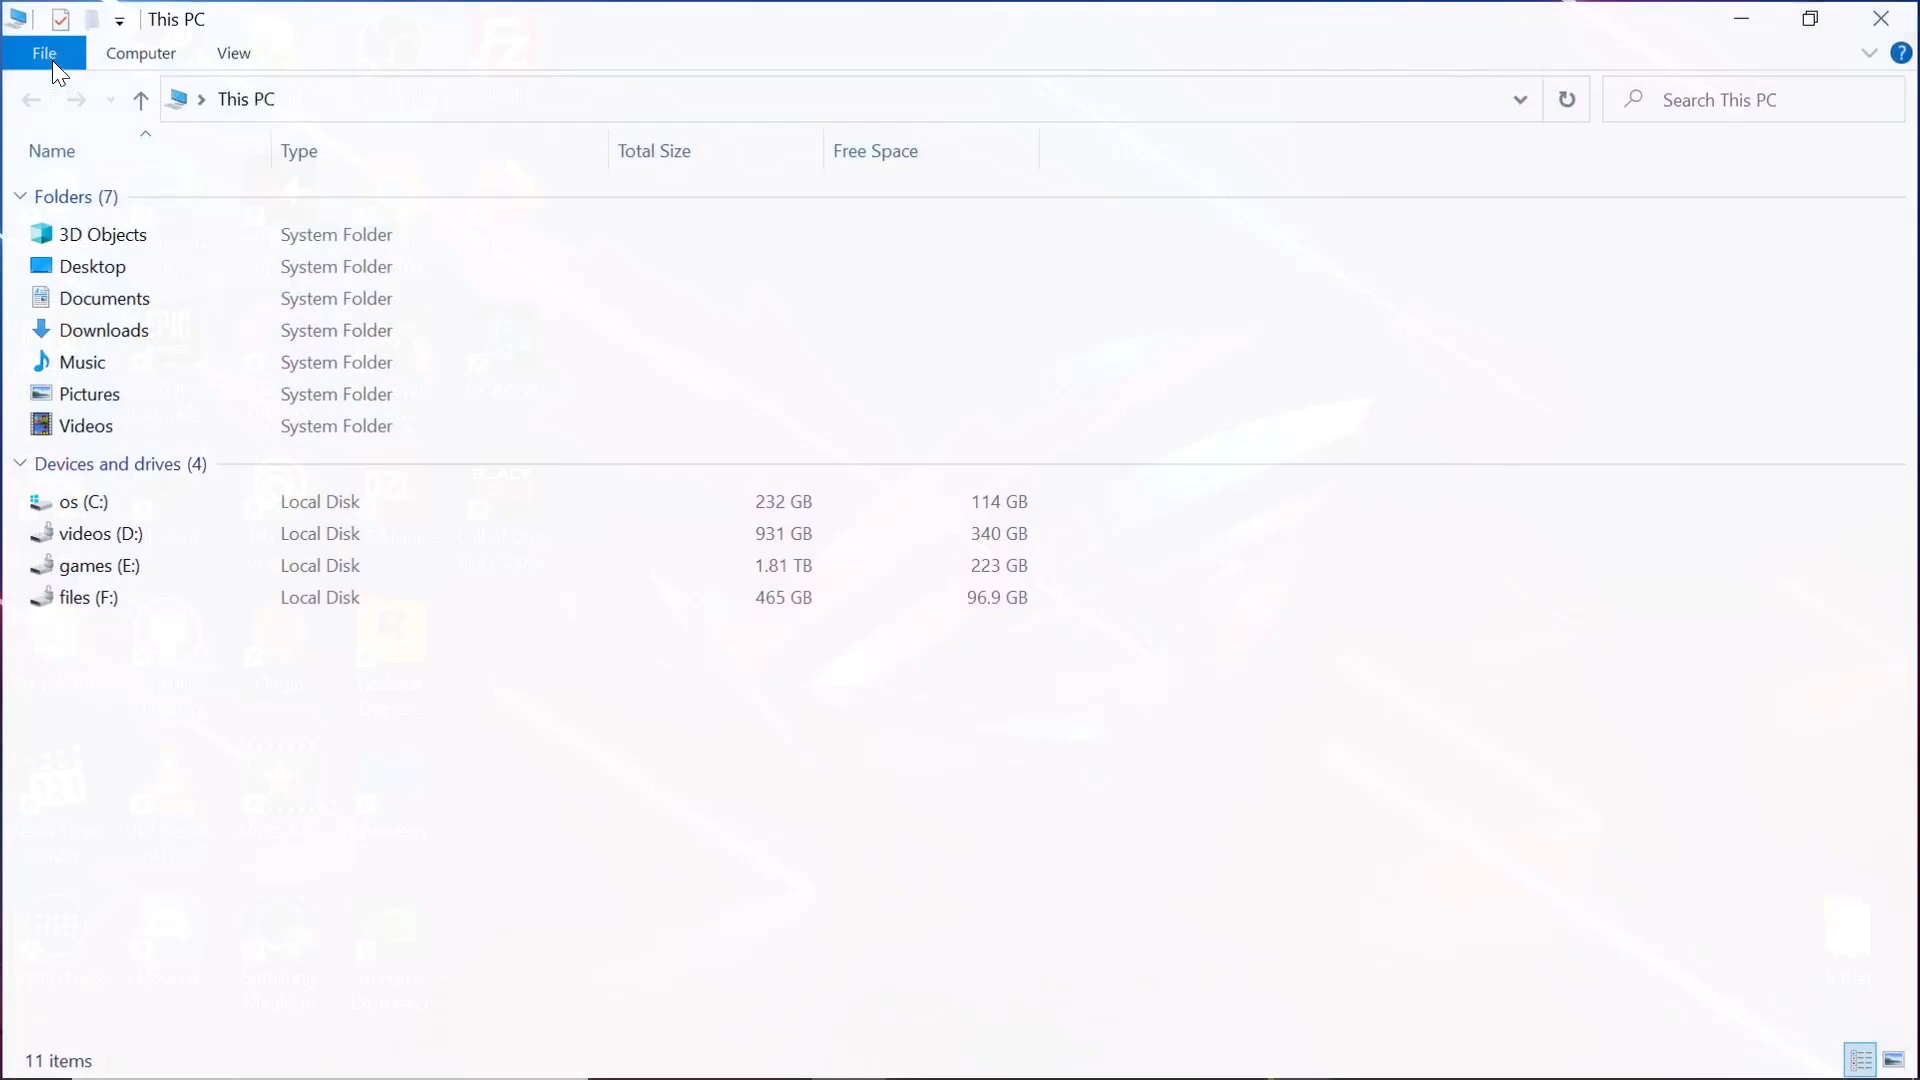 This PC
File Computer View
This PC
Search This PC
Name Type Total Size Free Space
Folders (7)
3D Objects System Folder
Desktop System Folder
Documents System Folder
Downloads System Folder
Music System Folder
Pictures System Folder
Videos System Folder
Devices and drives (4)
os (C:) Local Disk 232 GB 114 GB
videos (D:) Local Disk 931 GB 340 GB
games (E:) Local Disk 1.81 TB 223 GB
files (F:) Local Disk 465 GB 96.9 GB
11 items